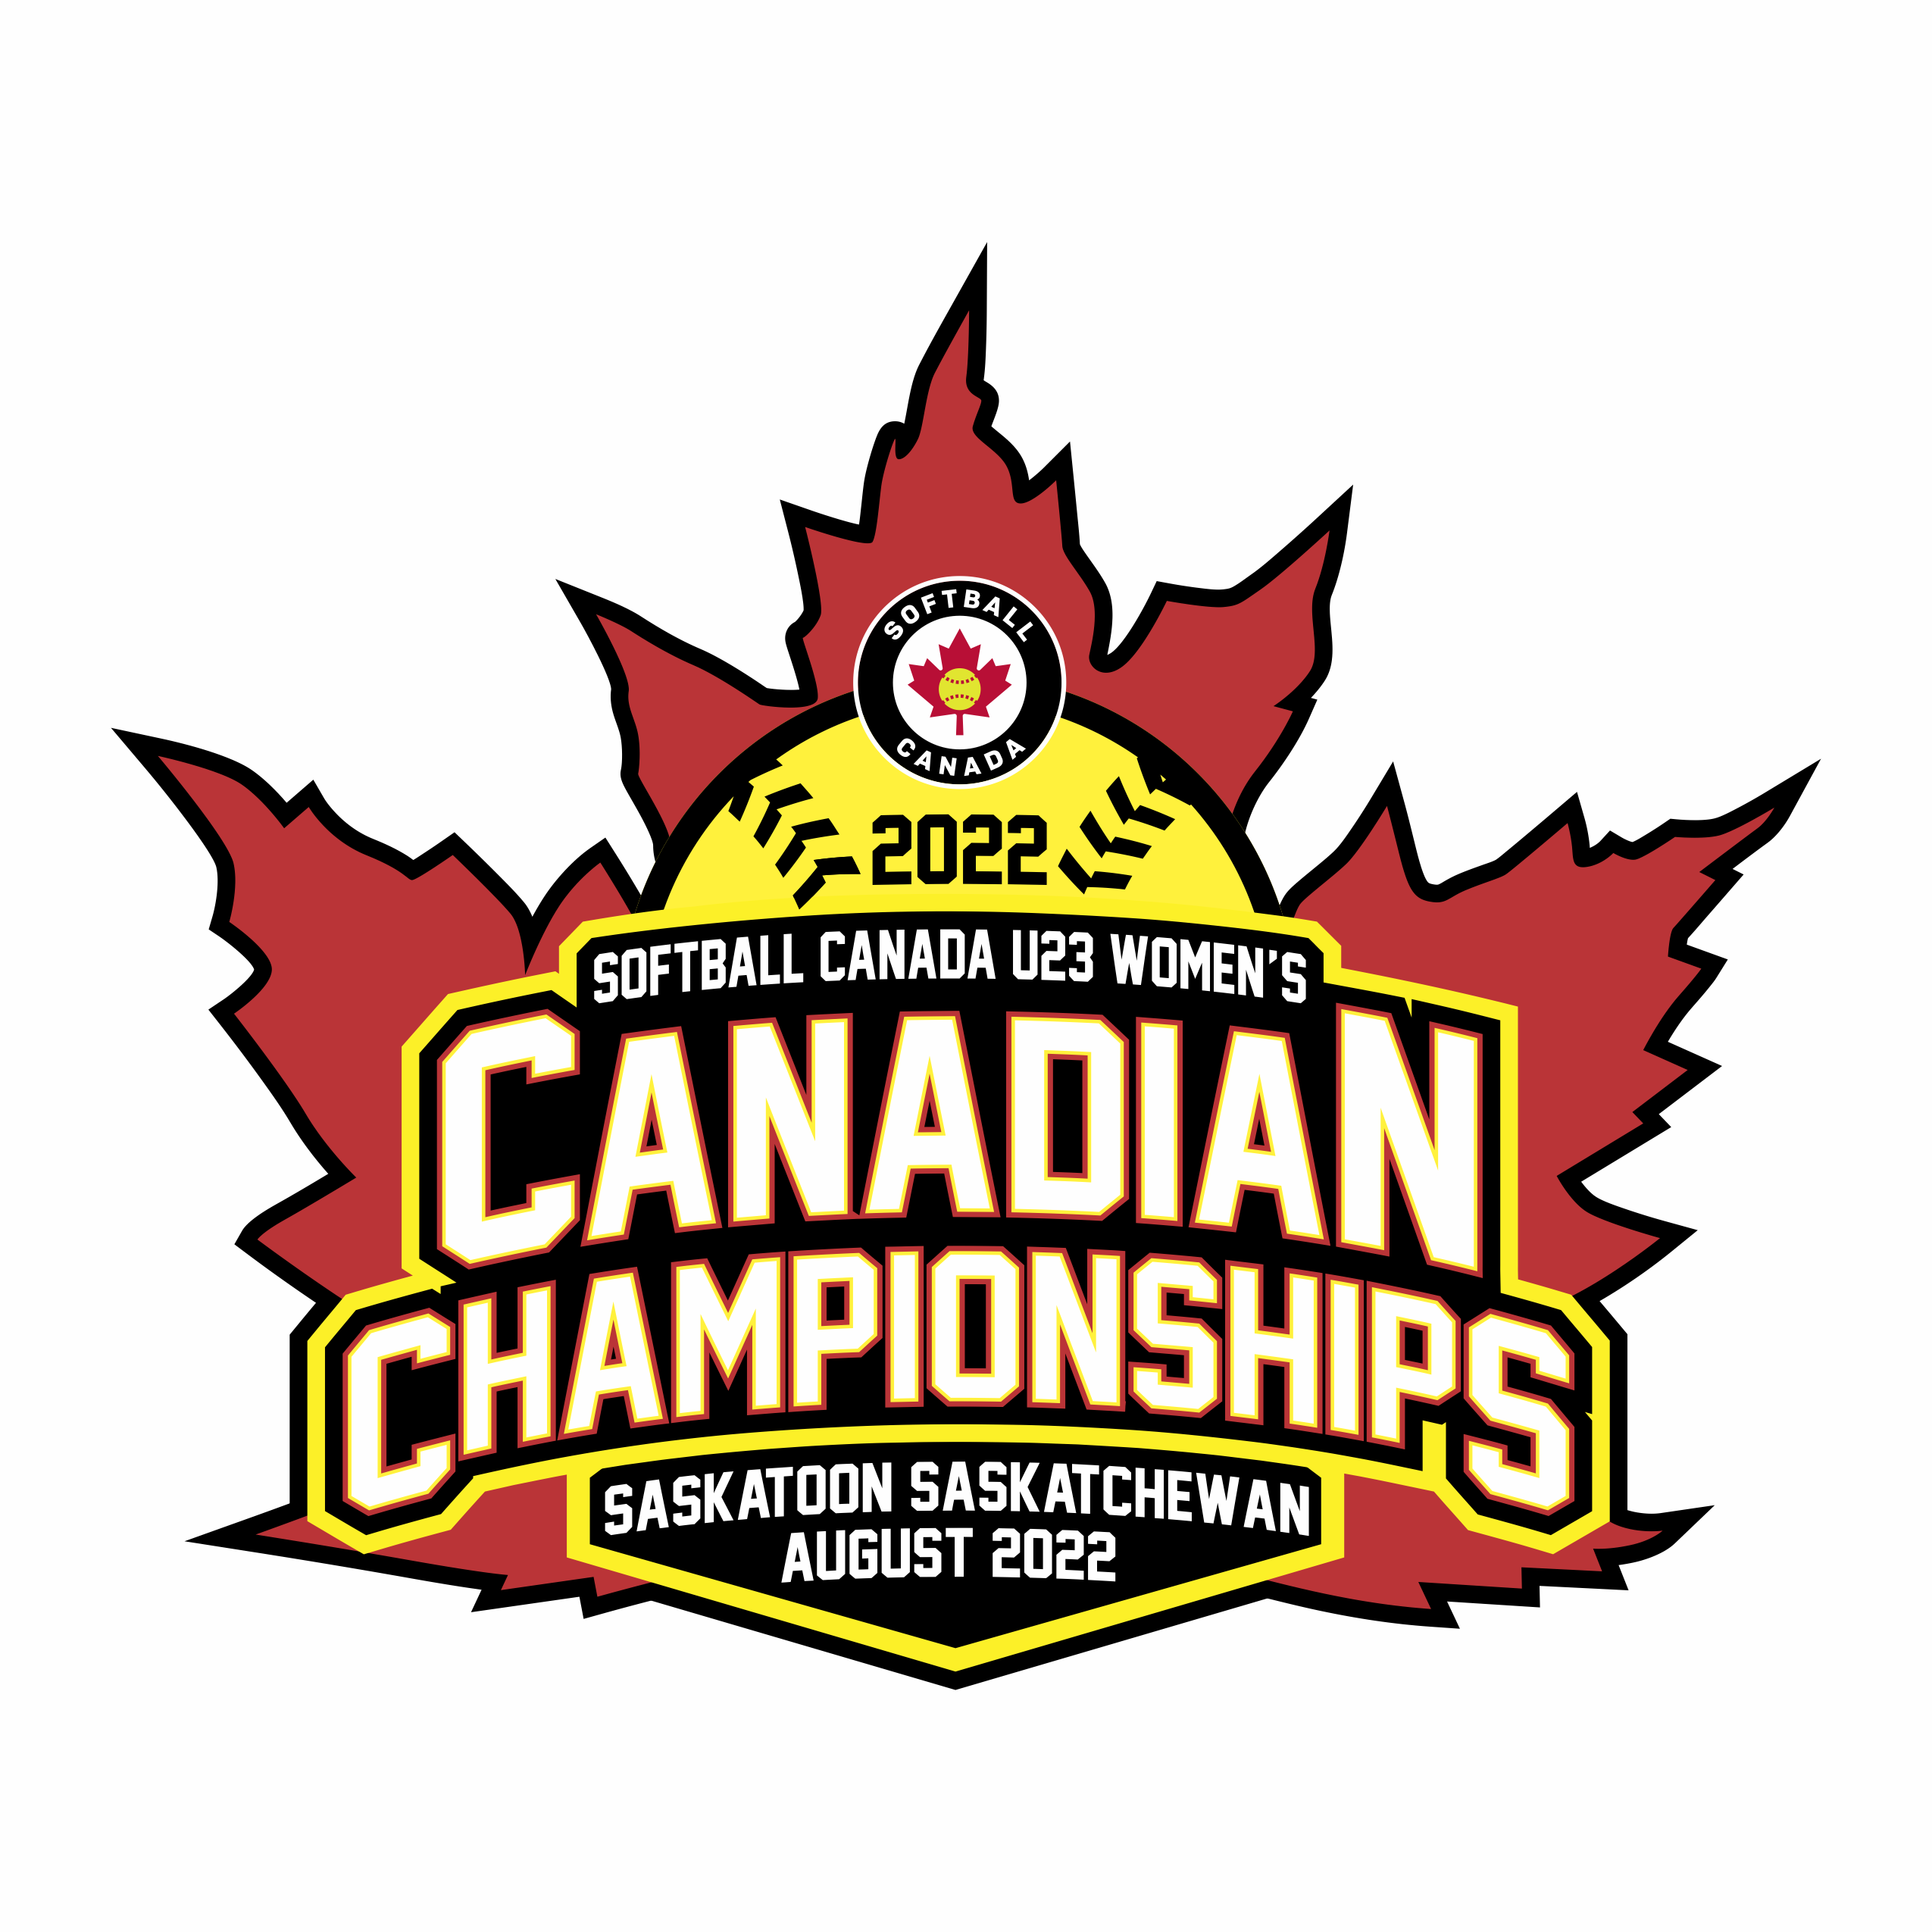 SOFTBALL
CANADA
2022
SOFTBALL CANADA U23 WOMEN'S
CANADIAN
CHAMPIONSHIPS
SASKATOON SASKATCHEWAN
AUGUST 2022